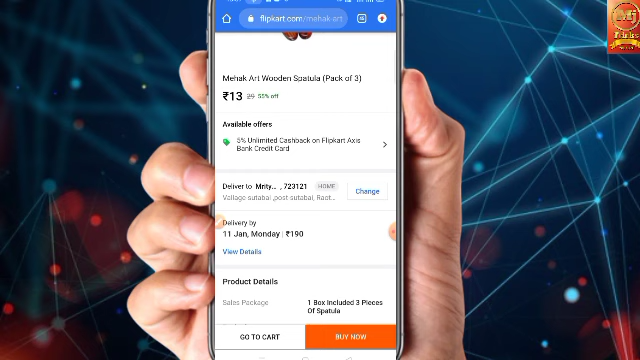 flipkart.com/mehak-art
Mehak Art Wooden Spatula (Pack of 3)
₹13 29 55% off
Available offers
5% Unlimited Cashback on Flipkart Axis
Bank Credit Card
Deliver to Mrity... , 723121 HOME
Change
Vallage sutabal ,post-sutabal, Raot...
Delivery by
11 Jan, Monday | ₹190
View Details
Product Details
Sales Package 1 Box Included 3 Pieces
Of Spatula
GO TO CART BUY NOW
Mj